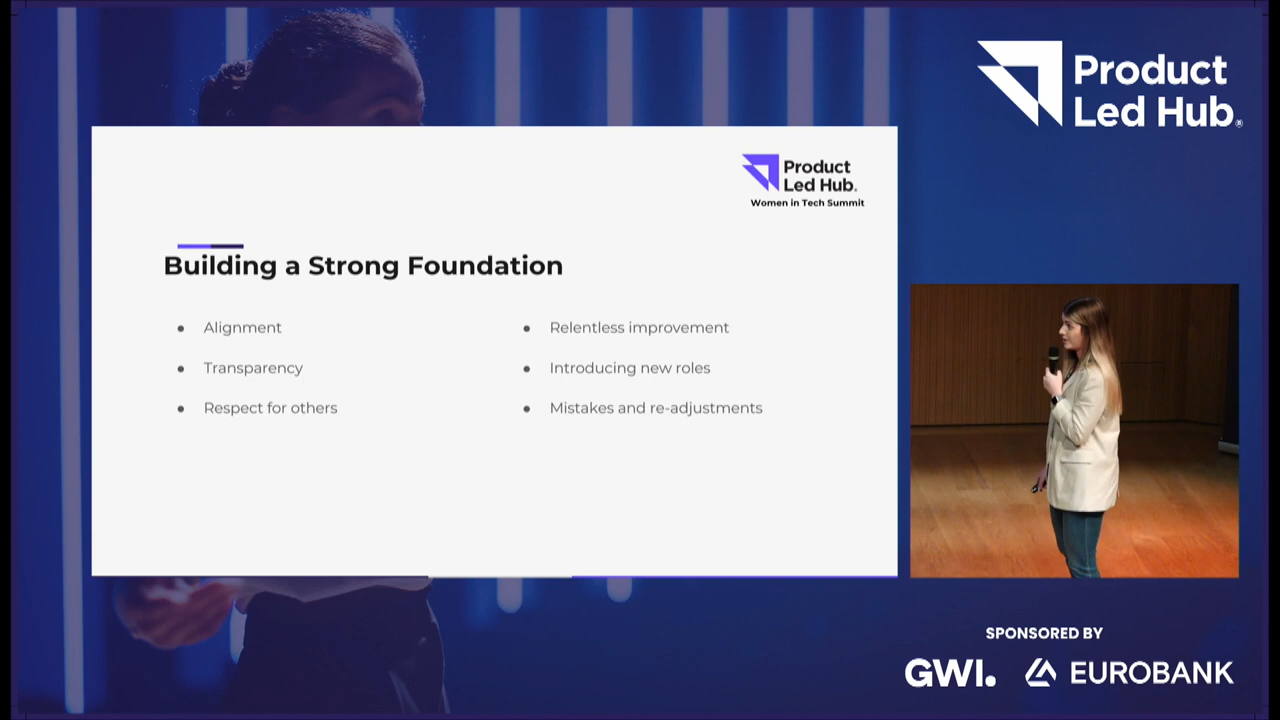 Product
Led Hub®
Product
Led Hub.
Women in Tech Summit
Building a Strong Foundation
● Alignment
● Transparency
● Respect for others
● Relentless improvement
● Introducing new roles
● Mistakes and re-adjustments
SPONSORED BY
GWI.
EUROBANK